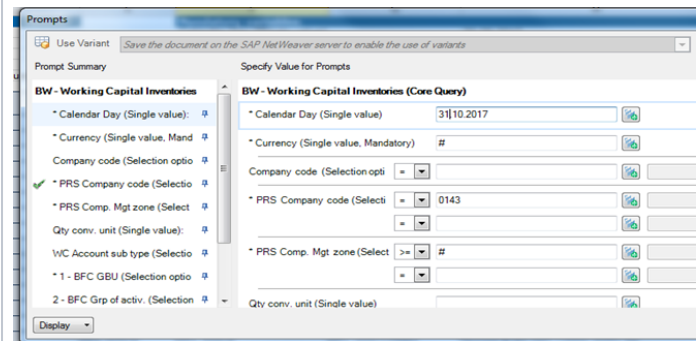 Prompts
Use Variant Save the document on the SAP NetWeaver server to enable the use of variants
Prompt Summary
Specify Value for Prompts
BW - Working Capital Inventories
* Calendar Day (Single value):
* Currency (Single value, Mand
Company code (Selection optio
* PRS Company code (Selectio
* PRS Comp. Mgt zone (Select
Qty conv. unit (Single value):
WC Account sub type (Selectio
* 1 - BFC GBU (Selection optio
2 - BFC Grp of activ. (Selection
BW - Working Capital Inventories (Core Query)
* Calendar Day (Single value) 31.10.2017
* Currency (Single value, Mandatory) #
Company code (Selection opti =
* PRS Company code (Selecti = 0143
=
* PRS Comp. Mgt zone (Select >= #
=
Qty conv. unit (Single value)
Display